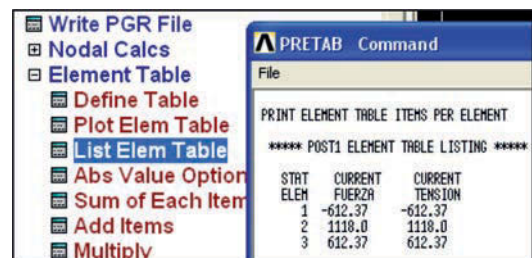 Write PGR File
Nodal Calcs
Element Table
Define Table
Plot Elem Table
List Elem Table
Abs Value Option
Sum of Each Item
Add Items
Multiply
PRETAB Command
File
PRINT ELEMENT TABLE ITEMS PER ELEMENT
***** POST1 ELEMENT TABLE LISTING *****
STAT CURRENT CURRENT
ELEM FUERZA TENSION
1 -612.37 -612.37
2 1118.0 1118.0
3 612.37 612.37